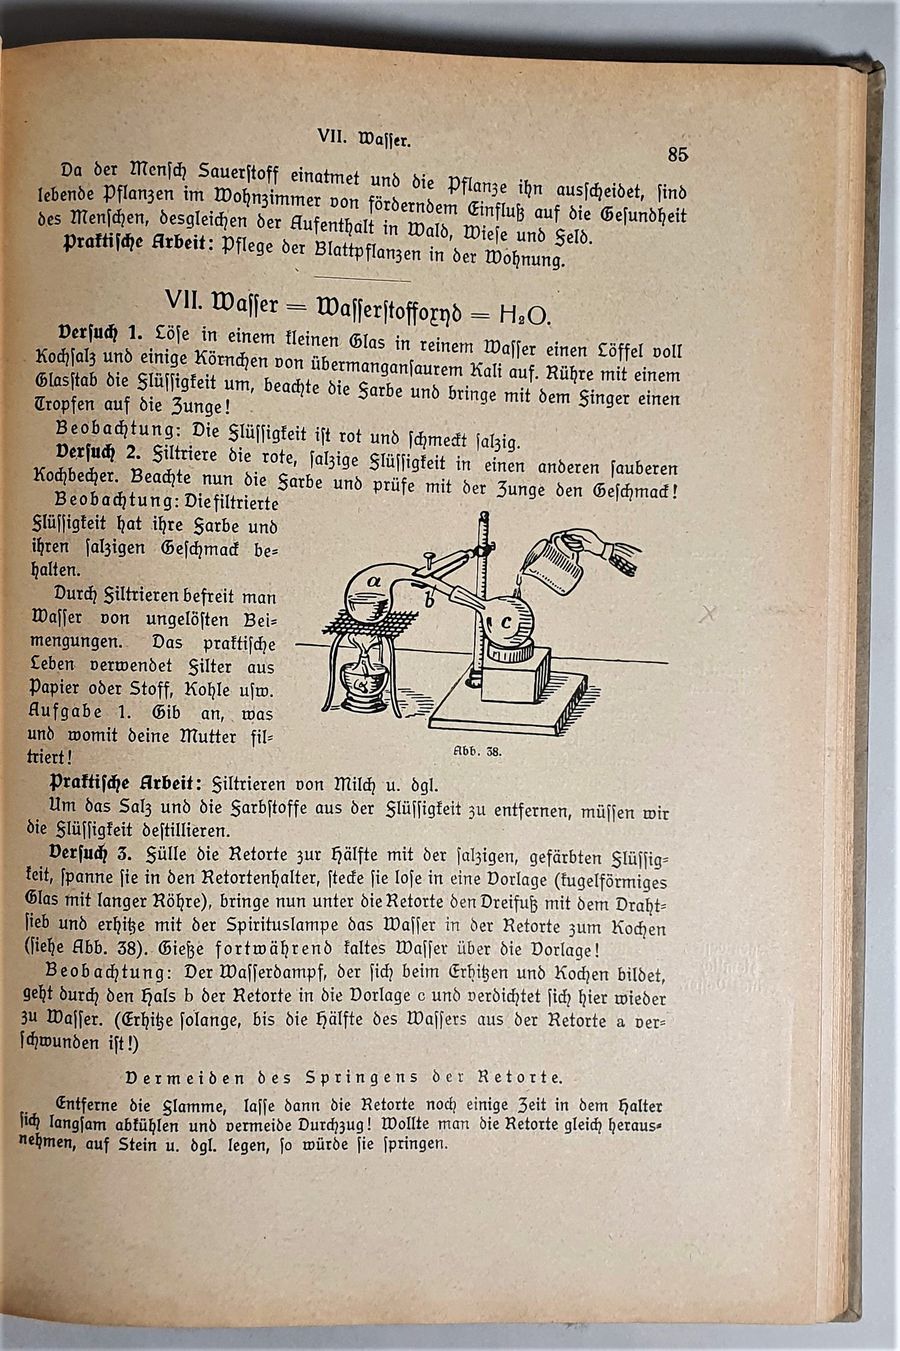 VII. Wasser.
85
Da der Mensch Sauerstoff einatmet und die Pflanze ihn ausscheidet, sind
lebende Pflanzen im Wohnzimmer von förderndem Einfluß auf die Gesundheit
des Menschen, desgleichen der Aufenthalt in Wald, Wiese und Feld.
Praktische Arbeit: Pflege der Blattpflanzen in der Wohnung.
VII. Wasser = Wasserstoffoxyd = H₂O.
Versuch 1. Löse in einem kleinen Glas in reinem Wasser einen Löffel voll
Kochsalz und einige Körnchen von übermangansaurem Kali auf. Rühre mit einem
Glasstab die Flüssigkeit um, beachte die Farbe und bringe mit dem Finger einen
Tropfen auf die Zunge!
Beobachtung: Die Flüssigkeit ist rot und schmeckt salzig.
Versuch 2. Filtriere die rote, salzige Flüssigkeit in einen anderen sauberen
Kochbecher. Beachte nun die Farbe und prüfe mit der Zunge den Geschmack!
Beobachtung: Die filtrierte
Flüssigkeit hat ihre Farbe und
ihren salzigen Geschmack be-
halten.
Durch Filtrieren befreit man
Wasser von ungelösten Bei-
mengungen. Das praktische
Leben verwendet Filter aus
Papier oder Stoff, Kohle usw.
Aufgabe 1. Gib an, was
und womit deine Mutter fil-
triert!
a
b
c
Abb. 38.
Praktische Arbeit: Filtrieren von Milch u. dgl.
Um das Salz und die Farbstoffe aus der Flüssigkeit zu entfernen, müssen wir
die Flüssigkeit destillieren.
Versuch 3. Fülle die Retorte zur Hälfte mit der salzigen, gefärbten Flüssig-
keit, spanne sie in den Retortenhalter, stecke sie lose in eine Vorlage (kugelförmiges
Glas mit langer Röhre), bringe nun unter die Retorte den Dreifuß mit dem Draht-
sieb und erhitze mit der Spirituslampe das Wasser in der Retorte zum Kochen
(siehe Abb. 38). Gieße fortwährend kaltes Wasser über die Vorlage!
Beobachtung: Der Wasserdampf, der sich beim Erhitzen und Kochen bildet,
geht durch den Hals b der Retorte in die Vorlage c und verdichtet sich hier wieder
zu Wasser. (Erhitze solange, bis die Hälfte des Wassers aus der Retorte a ver-
schwunden ist!)
Vermeiden des Springens der Retorte.
Entferne die Flamme, lasse dann die Retorte noch einige Zeit in dem Halter
sich langsam abkühlen und vermeide Durchzug! Wollte man die Retorte gleich heraus-
nehmen, auf Stein u. dgl. legen, so würde sie springen.